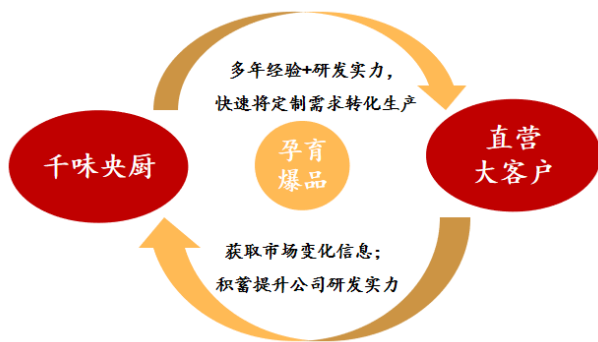 多年经验+研发实力，
快速将定制需求转化生产
千味央厨
孕育
爆品
直营
大客户
获取市场变化信息；
积蓄提升公司研发实力